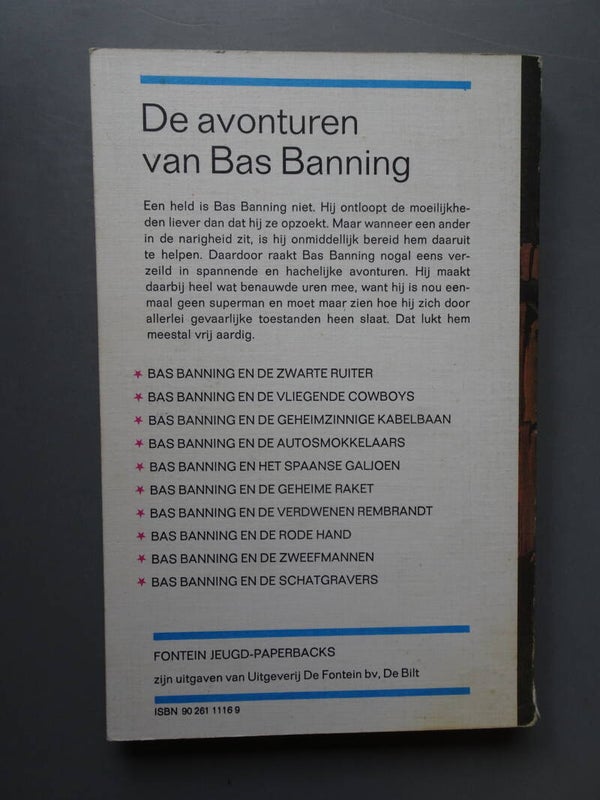 De avonturen
van Bas Banning
Een held is Bas Banning niet. Hij ontloopt de moeilijkhe-
den liever dan dat hij ze opzoekt. Maar wanneer een ander
in de narigheid zit, is hij onmiddellijk bereid hem daaruit
te helpen. Daardoor raakt Bas Banning nogal eens ver-
zeild in spannende en hachelijke avonturen. Hij maakt
daarbij heel wat benauwde uren mee, want hij is nou een-
maal geen superman en moet maar zien hoe hij zich door
allerlei gevaarlijke toestanden heen slaat. Dat lukt hem
meestal vrij aardig.
★ BAS BANNING EN DE ZWARTE RUITER
★ BAS BANNING EN DE VLIEGENDE COWBOYS
★ BAS BANNING EN DE GEHEIMZINNIGE KABELBAAN
★ BAS BANNING EN DE AUTOSMOKKELAARS
★ BAS BANNING EN HET SPAANSE GALJOEN
★ BAS BANNING EN DE GEHEIME RAKET
★ BAS BANNING EN DE VERDWENEN REMBRANDT
★ BAS BANNING EN DE RODE HAND
★ BAS BANNING EN DE ZWEEFMANNEN
★ BAS BANNING EN DE SCHATGRAVERS
FONTEIN JEUGD-PAPERBACKS
zijn uitgaven van Uitgeverij De Fontein bv, De Bilt
ISBN 90 261 1116 9